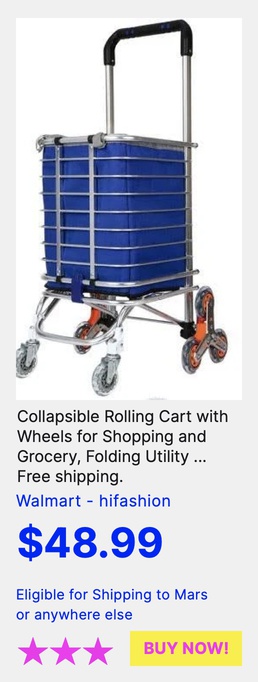 Collapsible Rolling Cart with
Wheels for Shopping and
Grocery, Folding Utility ...
Free shipping.
Walmart - hifashion
$48.99
Eligible for Shipping to Mars
or anywhere else
BUY NOW!